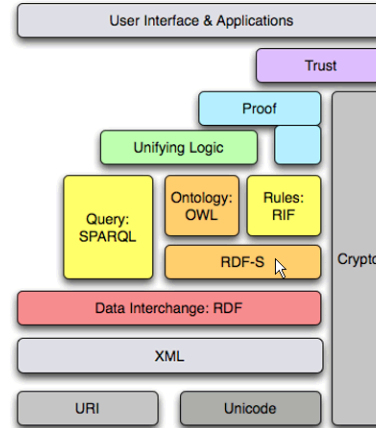 User Interface & Applications
Trust
Proof
Unifying Logic
Query:
SPARQL
Ontology:
OWL
Rules:
RIF
RDF-S
Crypto
Data Interchange: RDF
XML
URI
Unicode